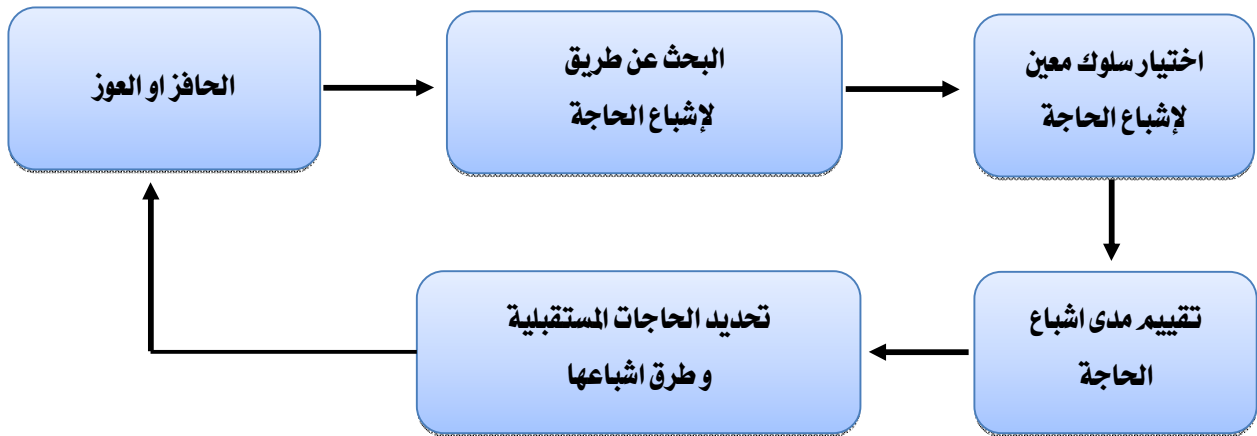 الحافز او العوز
البحث عن طريق
لإشباع الحاجة
اختيار سلوك معين
لإشباع الحاجة
تقييم مدى اشباع
الحاجة
تحديد الحاجات المستقبلية
و طرق اشباعها